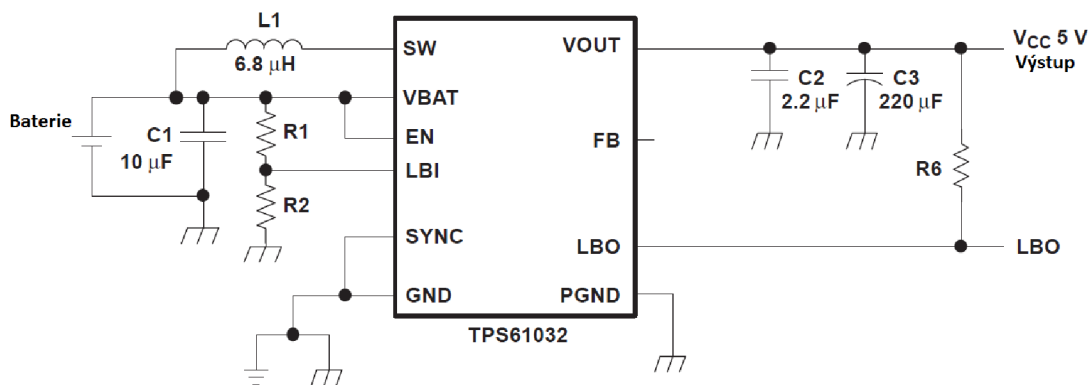 L1
6.8 µH
SW
VOUT
VCC 5 V
Výstup
C2
2.2 µF
C3
220 µF
VBAT
Baterie
C1
10 µF
R1
EN
FB
LBI
R6
R2
SYNC
LBO
LBO
GND
PGND
TPS61032